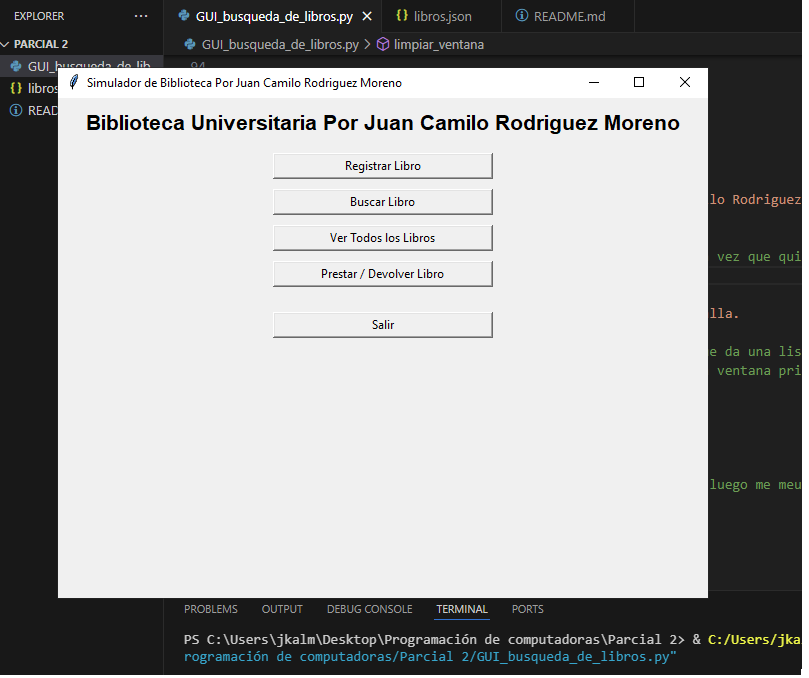 EXPLORER ...
GUI_busqueda_de_libros.py
libros.json
README.md
PARCIAL 2
GUI_busqueda_de_libros.py > limpiar_ventana
GUI_busqueda_de_lib...
94
libros
READ
Simulador de Biblioteca Por Juan Camilo Rodriguez Moreno
Biblioteca Universitaria Por Juan Camilo Rodriguez Moreno
Registrar Libro
Buscar Libro
Ver Todos los Libros
Prestar / Devolver Libro
Salir
lo Rodriguez
vez que qui
lla.
e da una lis
ventana pri
luego me meu
PROBLEMS OUTPUT DEBUG CONSOLE TERMINAL PORTS
PS C:\Users\jkalm\Desktop\Programación de computadoras\Parcial 2> & C:/Users/jka
rogramación de computadoras/Parcial 2/GUI_busqueda_de_libros.py"